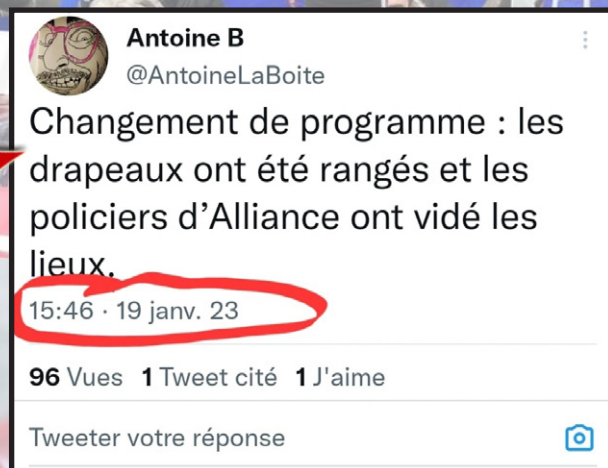 Antoine B
@AntoineLaBoite
Changement de programme : les
drapeaux ont été rangés et les
policiers d’Alliance ont vidé les
lieux.
15:46 · 19 janv. 23
96 Vues 1 Tweet cité 1 J'aime
Tweeter votre réponse